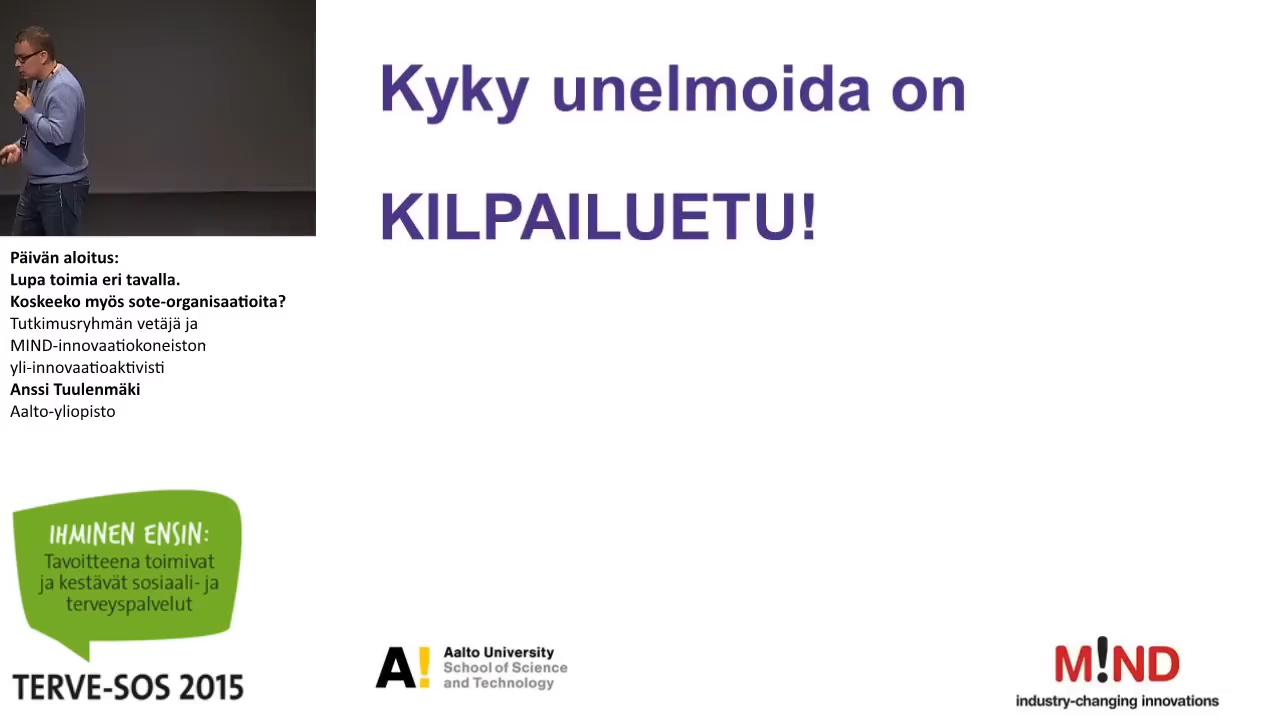 Kyky unelmoida on
KILPAILUETU!
Päivän aloitus:
Lupa toimia eri tavalla.
Koskeeko myös sote-organisaatioita?
Tutkimusryhmän vetäjä ja
MIND-innovaatiokoneiston
yli-innovaatioaktivisti
Anssi Tuulenmäki
Aalto-yliopisto
IHMINEN ENSIN:
Tavoitteena toimivat
ja kestävät sosiaali- ja
terveyspalvelut
TERVE-SOS 2015
A!
Aalto University
School of Science
and Technology
M!ND
industry-changing innovations